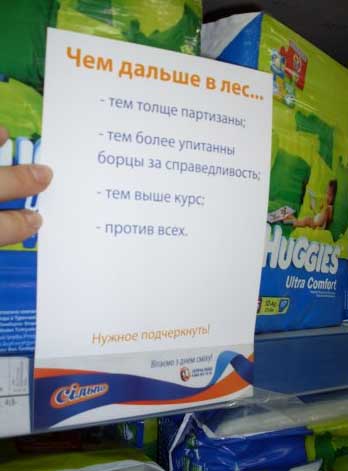 Чем дальше в лес...
- тем толще партизаны;
- тем более упитанны
борцы за справедливость;
- тем выше курс;
- против всех.
Нужное подчеркнуть!
Вітаємо з днем сміху!
Сільпо
HUGGIES
Ultra Comfort